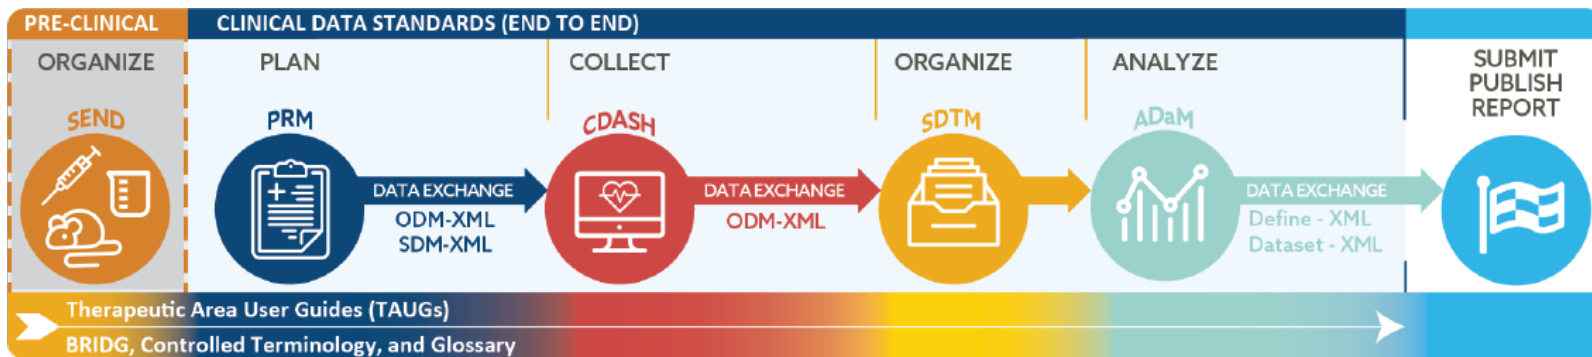 PRE-CLINICAL
CLINICAL DATA STANDARDS (END TO END)
ORGANIZE
PLAN
COLLECT
ORGANIZE
ANALYZE
SUBMIT
PUBLISH
REPORT
SEND
PRM
CDASH
SDTM
ADaM
DATA EXCHANGE
ODM-XML
SDM-XML
DATA EXCHANGE
ODM-XML
DATA EXCHANGE
Define - XML
Dataset - XML
Therapeutic Area User Guides (TAUGs)
BRIDG, Controlled Terminology, and Glossary